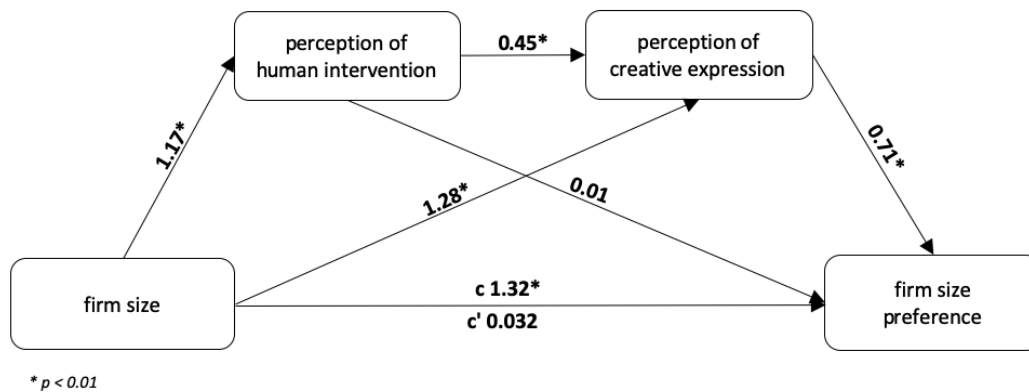 perception of
human intervention
0.45*
perception of
creative expression
1.17*
1.28*
0.01
0.71*
firm size
c 1.32*
c' 0.032
firm size
preference
* p < 0.01